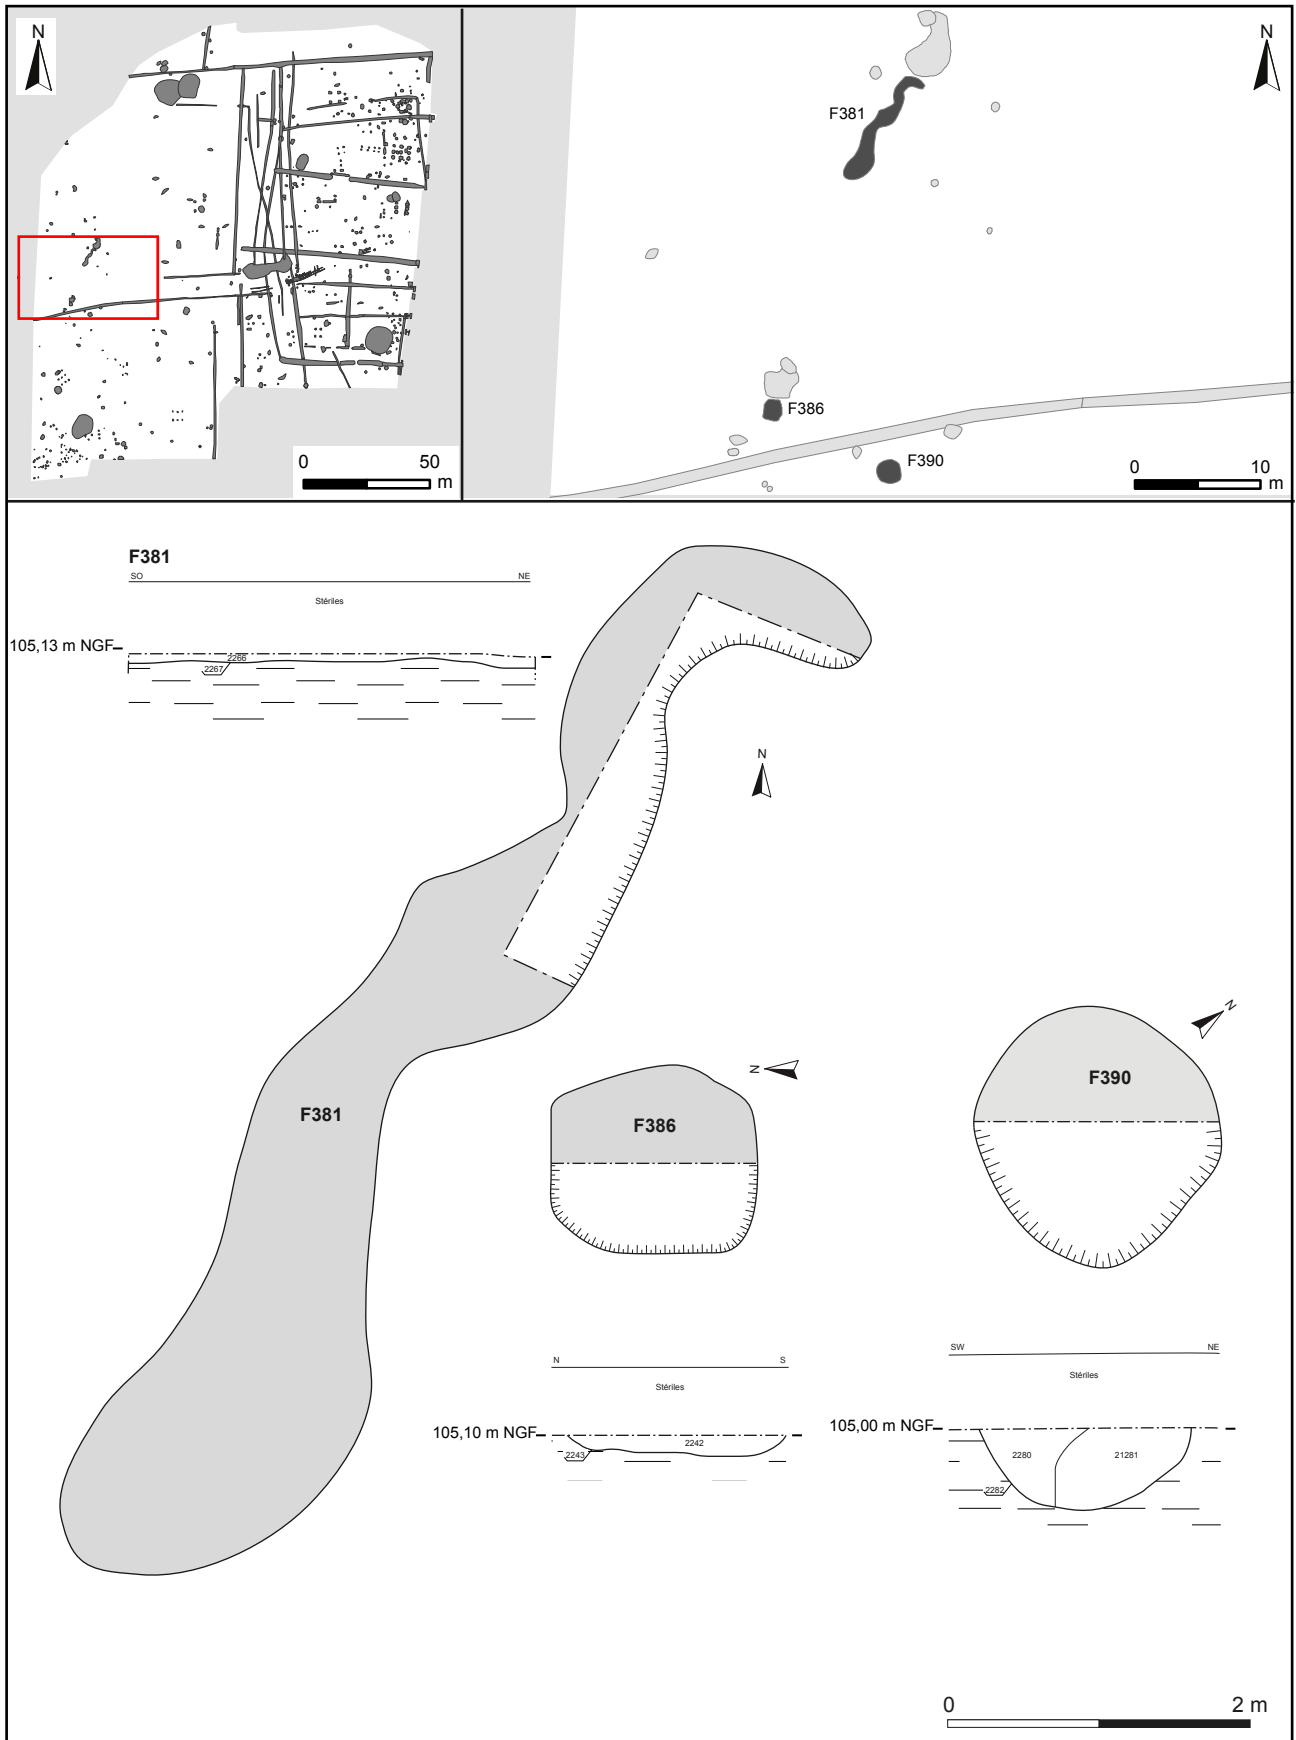 N
0 50
m
N
F381
F386
F390
0 10
m
F381
SO NE
Stériles
105,13 m NGF
2266
2267
N
F381
N
F386
N
F390
N S
Stériles
105,10 m NGF
2242
2243
SW NE
Stériles
105,00 m NGF
2280 21281
2282
0 2 m